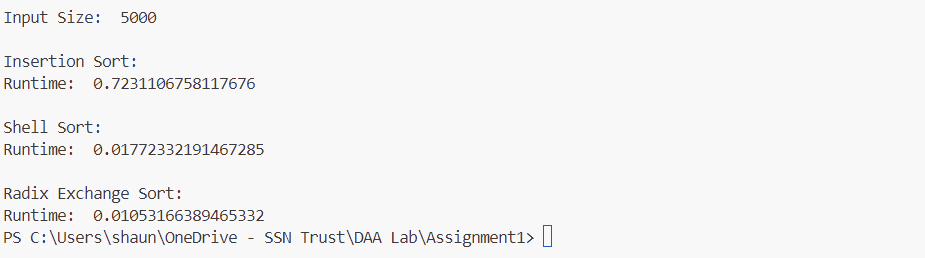 Input Size:  5000
Insertion Sort:
Runtime:  0.7231106758117676
Shell Sort:
Runtime:  0.01772332191467285
Radix Exchange Sort:
Runtime:  0.01053166389465332
PS C:\Users\shaun\OneDrive - SSN Trust\DAA Lab\Assignment1>